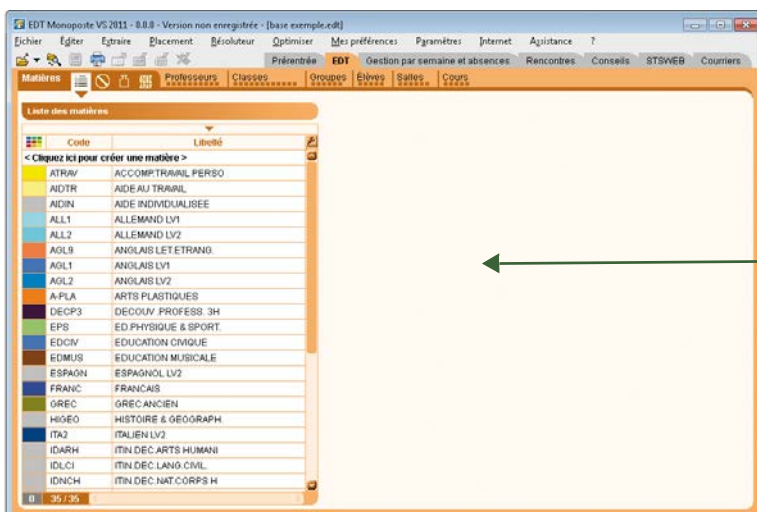 EDT Monoposte VS 2011 - 0.0.0 - Version non enregistrée - [base exemple.edt]
Fichier Éditer Extraire Placement Résoluteur Optimiser Mes préférences Paramètres Internet Assistance ?
Prérentrée EDT Gestion par semaine et absences Rencontres Conseils STSWEB Courriers
Matières Professeurs Classes Groupes Élèves Salles Cours
Liste des matières
Code Libellé
< Cliquez ici pour créer une matière >
ATRAV ACCOMP.TRAVAIL PERSO
AIDTR AIDE AU TRAVAIL
AIDIN AIDE INDIVIDUALISEE
ALL1 ALLEMAND LV1
ALL2 ALLEMAND LV2
AGL9 ANGLAIS LET.ETRANG.
AGL1 ANGLAIS LV1
AGL2 ANGLAIS LV2
A-PLA ARTS PLASTIQUES
DECP3 DECOUV .PROFESS. 3H
EPS ED.PHYSIQUE & SPORT.
EDCIV EDUCATION CIVIQUE
EDMUS EDUCATION MUSICALE
ESPAGN ESPAGNOL LV2
FRANC FRANCAIS
GREC GREC ANCIEN
HIGEO HISTOIRE & GEOGRAPH.
ITA2 ITALIEN LV2
IDARH ITIN.DEC.ARTS HUMANI
IDLCI ITIN.DEC.LANG.CIVIL.
IDNCH ITIN.DEC.NAT.CORPS H
0 35 / 35